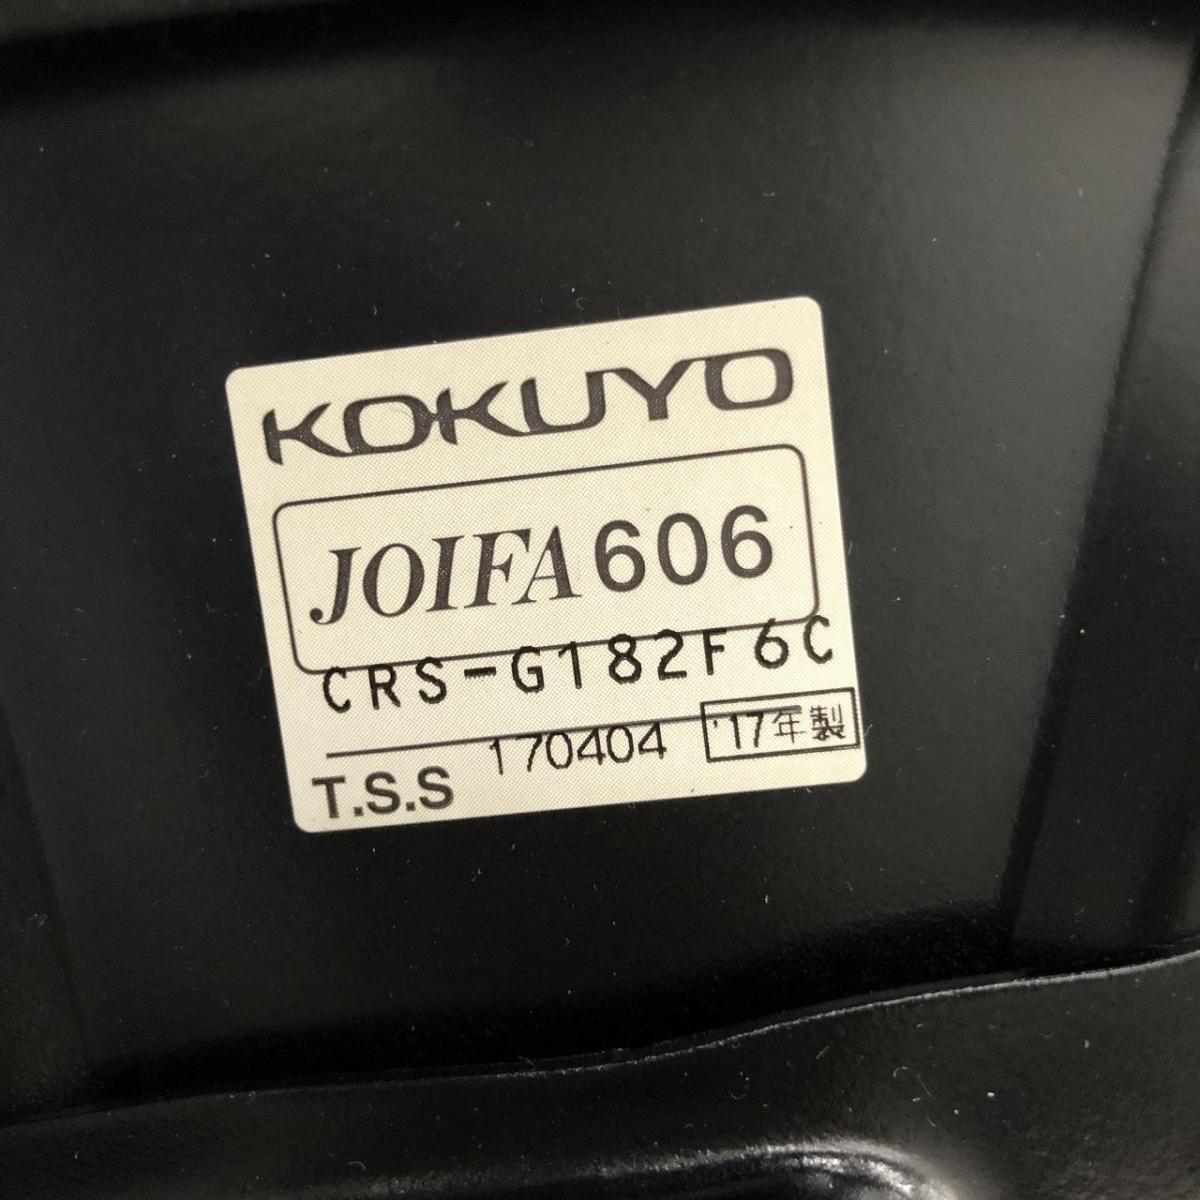 KOKUYO
JOIFA606
CRS-G182F6C
T.S.S 170404 '17年製